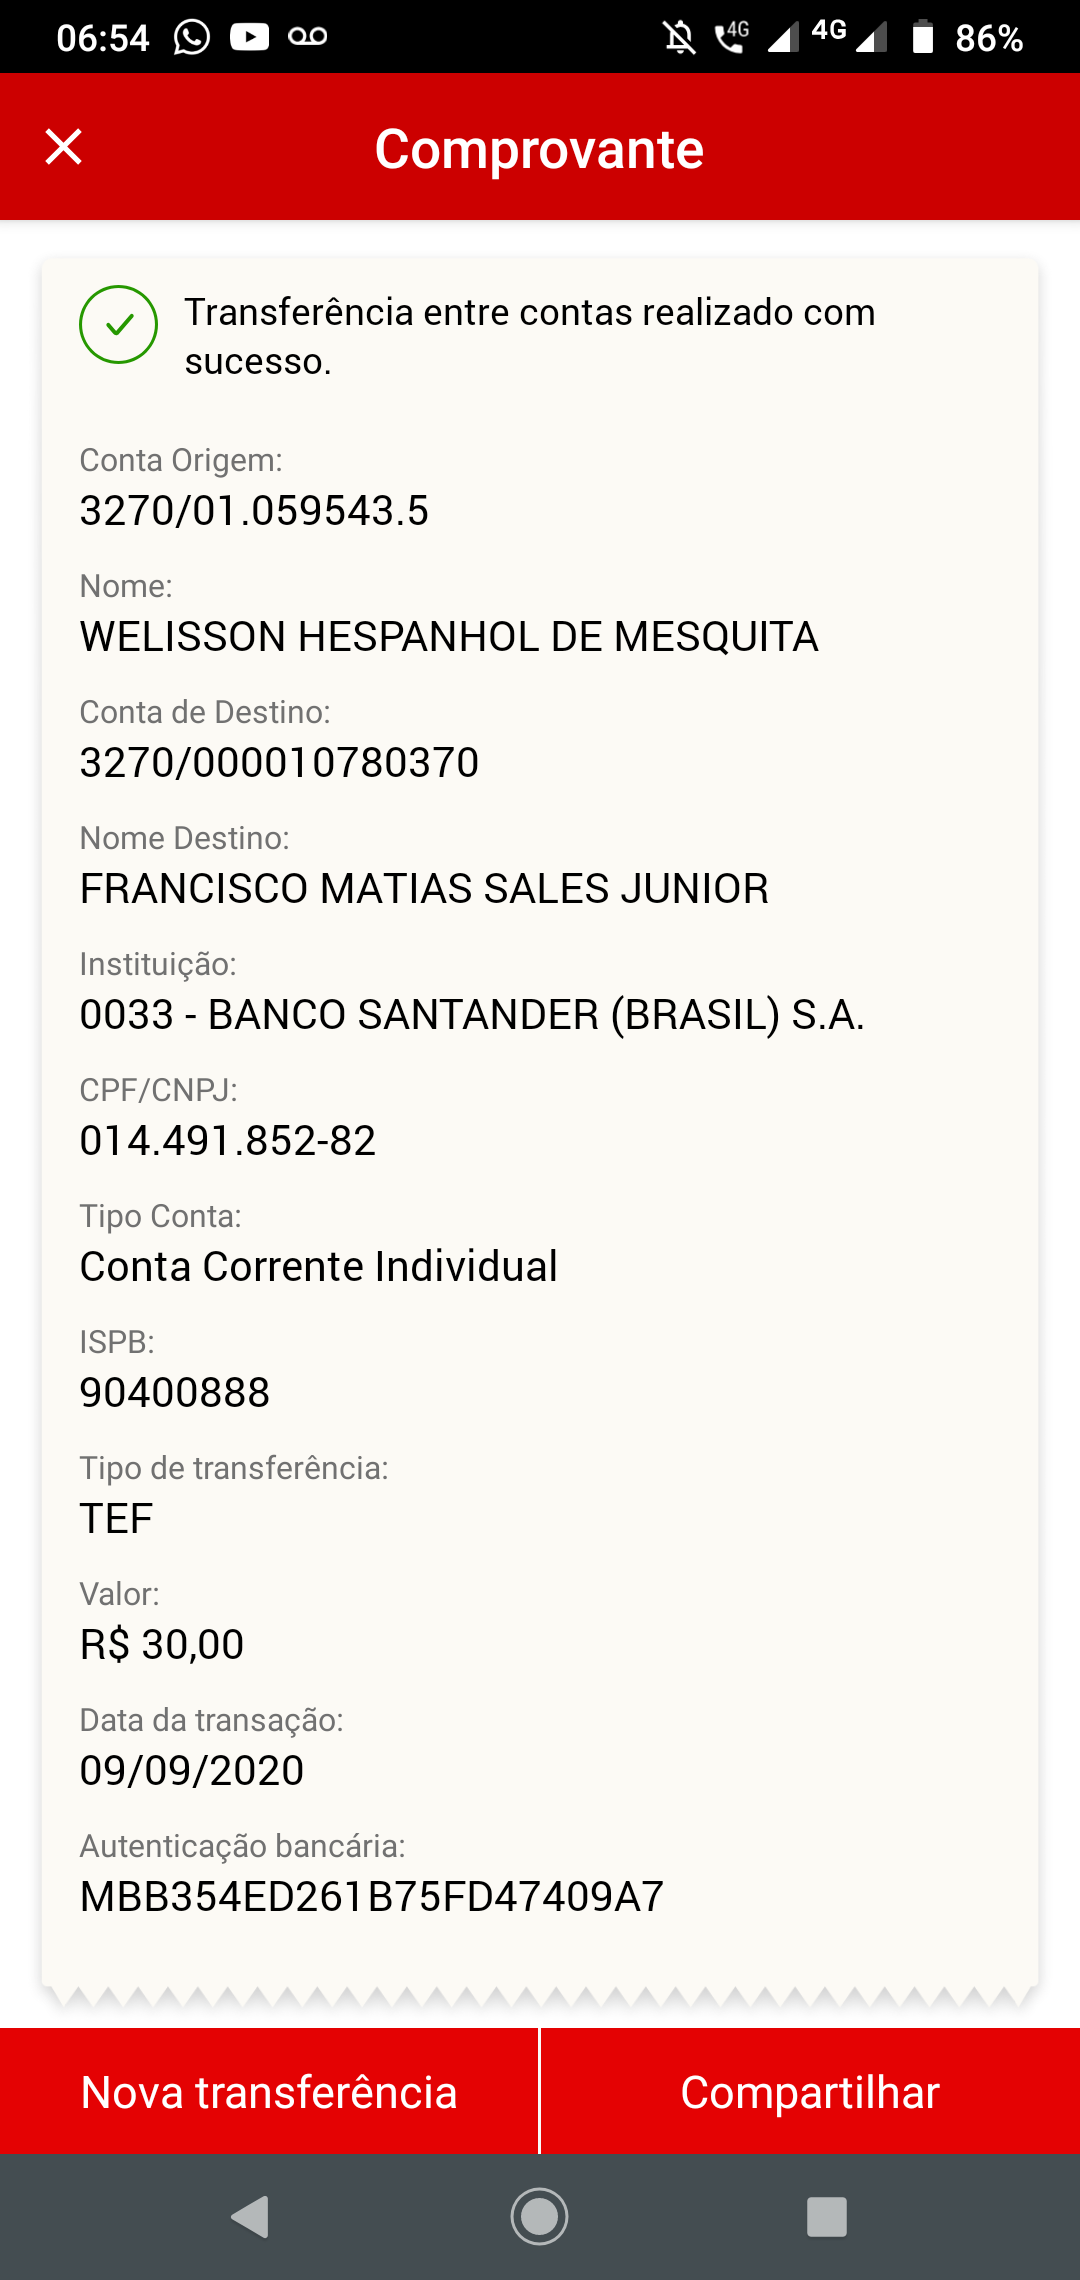 06:54
4G
4G
86%
Comprovante
Transferência entre contas realizado com
sucesso.
Conta Origem:
3270/01.059543.5
Nome:
WELISSON HESPANHOL DE MESQUITA
Conta de Destino:
3270/000010780370
Nome Destino:
FRANCISCO MATIAS SALES JUNIOR
Instituição:
0033 - BANCO SANTANDER (BRASIL) S.A.
CPF/CNPJ:
014.491.852-82
Tipo Conta:
Conta Corrente Individual
ISPB:
90400888
Tipo de transferência:
TEF
Valor:
R$ 30,00
Data da transação:
09/09/2020
Autenticação bancária:
MBB354ED261B75FD47409A7
Nova transferência
Compartilhar